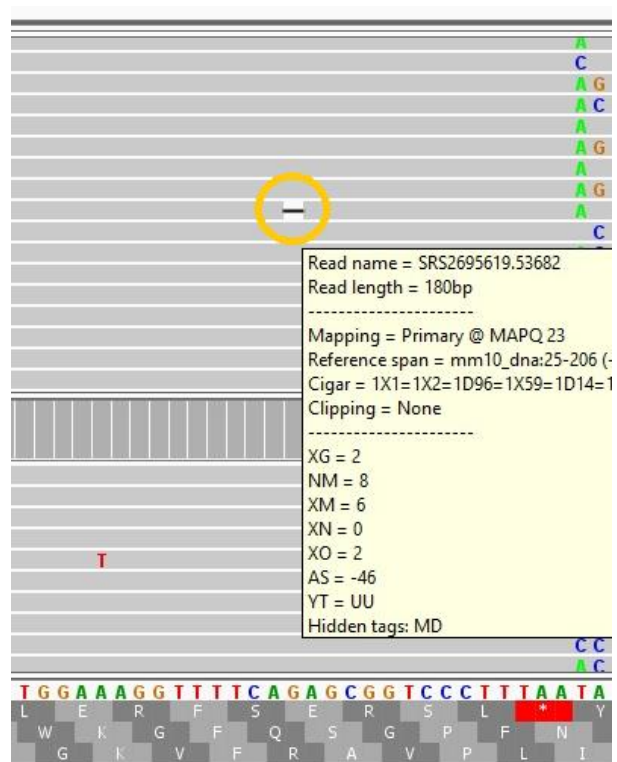 A
C
A G
A C
A
A G
A
A G
A
C
Read name = SRS2695619.53682
Read length = 180bp
----------------------
Mapping = Primary @ MAPQ 23
Reference span = mm10_dna:25-206 (-
Cigar = 1X1=1X2=1D96=1X59=1D14=1
Clipping = None
----------------------
XG = 2
NM = 8
XM = 6
XN = 0
XO = 2
AS = -46
YT = UU
Hidden tags: MD
T
C C
A C
T G G A A A G G T T T T C A G A G C G G T C C C T T T A A T A
L E R F S E R S L * Y
W K G F Q S G P F N
G K V F R A V P L I